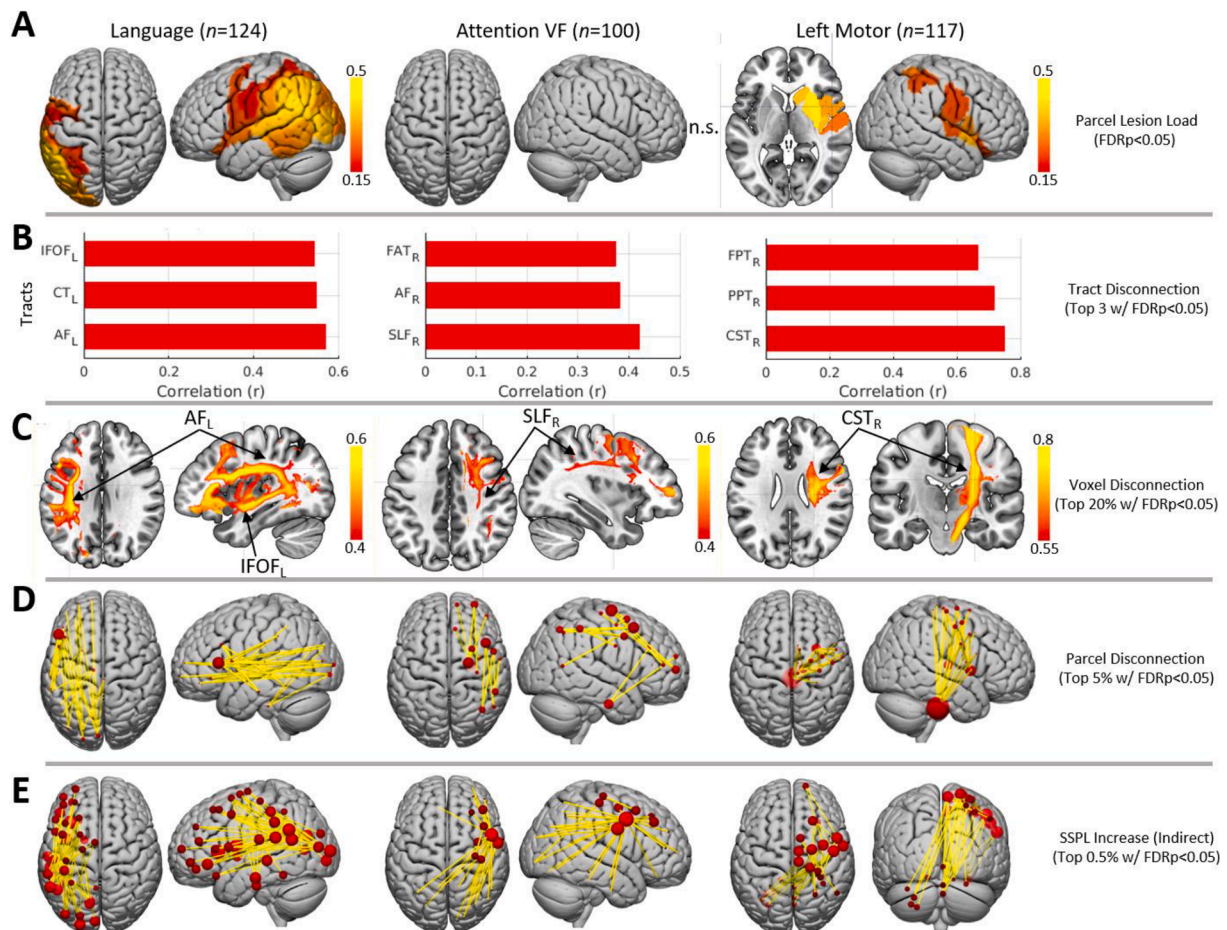 A
Language (n=124)
Attention VF (n=100)
Left Motor (n=117)
0.5
0.15
n.s.
0.5
0.15
Parcel Lesion Load
(FDRp<0.05)
B
Tracts
IFOFL
CTL
AFL
0 0.2 0.4 0.6
Correlation (r)
FATR
AFR
SLFR
0 0.1 0.2 0.3 0.4 0.5
Correlation (r)
FPTR
PPTR
CSTR
0 0.2 0.4 0.6 0.8
Correlation (r)
Tract Disconnection
(Top 3 w/ FDRp<0.05)
C
AFL
IFOFL
0.6
0.4
SLFR
0.6
0.4
CSTR
0.8
0.55
Voxel Disconnection
(Top 20% w/ FDRp<0.05)
D
Parcel Disconnection
(Top 5% w/ FDRp<0.05)
E
SSPL Increase (Indirect)
(Top 0.5% w/ FDRp<0.05)